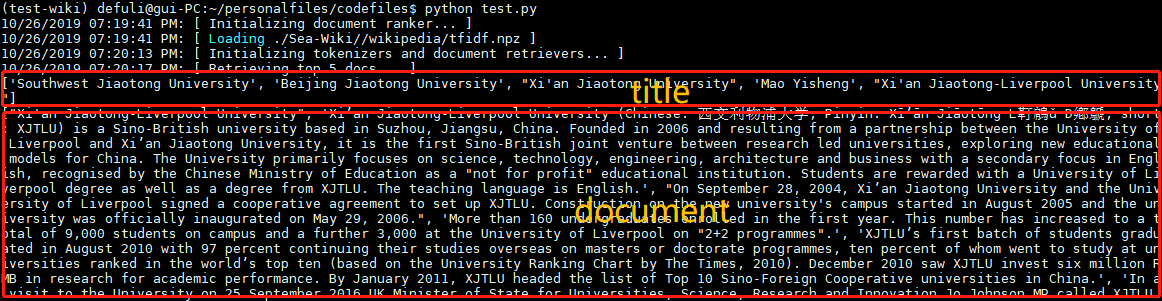 (test-wiki) defuli@gui-PC:~/personalfiles/codefiles$ python test.py
10/26/2019 07:19:41 PM: [ Initializing document ranker... ]
10/26/2019 07:19:41 PM: [ Loading ./Sea-Wiki//wikipedia/tfidf.npz ]
10/26/2019 07:20:13 PM: [ Initializing tokenizers and document retrievers... ]
10/26/2019 07:20:17 PM: [ Retrieving top 5 docs... ]
['Southwest Jiaotong University', 'Beijing Jiaotong University', "Xi'an Jiaotong University", 'Mao Yisheng', "Xi'an Jiaotong-Liverpool University
"]
title
["Xi'an Jiaotong-Liverpool University", 'Xi’an Jiaotong-Liverpool University (Chinese: 西交利物浦大学, Pinyin: Xī’ān Jiāotōng
: XJTLU) is a Sino-British university based in Suzhou, Jiangsu, China. Founded in 2006 and resulting from a partnership between the University of
Liverpool and Xi’an Jiaotong University, it is the first Sino-British joint venture between research led universities, exploring new educational
models for China. The University primarily focuses on science, technology, engineering, architecture and business with a secondary focus in Engl
ish, recognised by the Chinese Ministry of Education as a "not for profit" educational institution. Students are rewarded with a University of Li
verpool degree as well as a degree from XJTLU. The teaching language is English.', "On September 28, 2004, Xi’an Jiaotong University and the Univ
ersity of Liverpool signed a cooperative agreement to set up XJTLU. Construction on the new university's campus started in August 2005 and the un
iversity was officially inaugurated on May 29, 2006.", 'More than 160 undergraduates enrolled in the first year. This number has increased to a t
document
otal of 9,000 students on campus and a further 3,000 at the University of Liverpool on "2+2 programmes".', 'XJTLU’s first batch of students gradu
ated in August 2010 with 97 percent continuing their studies overseas on masters or doctorate programmes, ten percent of whom went to study at un
iversities ranked in the world’s top ten (based on the University Ranking Chart by The Times, 2010). December 2010 saw XJTLU invest six million R
MB in research for academic performance. By January 2011, XJTLU headed the list of Top 10 Sino-Foreign Cooperative universities in China.', 'In a
visit to the University on 25 September 2016 UK Minister of State for Universities, Science, Research and Innovation Jo Johnson MP called XJTLU